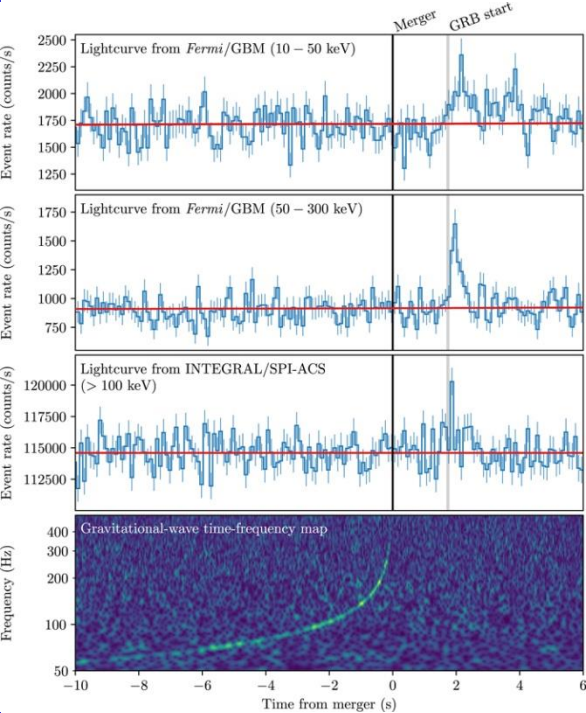 Merger
GRB start
Lightcurve from Fermi/GBM (10 − 50 keV)
Event rate (counts/s)
2500
2250
2000
1750
1500
1250
Lightcurve from Fermi/GBM (50 − 300 keV)
Event rate (counts/s)
1750
1500
1250
1000
750
Lightcurve from INTEGRAL/SPI-ACS
(> 100 keV)
Event rate (counts/s)
120000
117500
115000
112500
Gravitational-wave time-frequency map
Frequency (Hz)
400
300
200
100
50
−10 −8 −6 −4 −2 0 2 4 6
Time from merger (s)